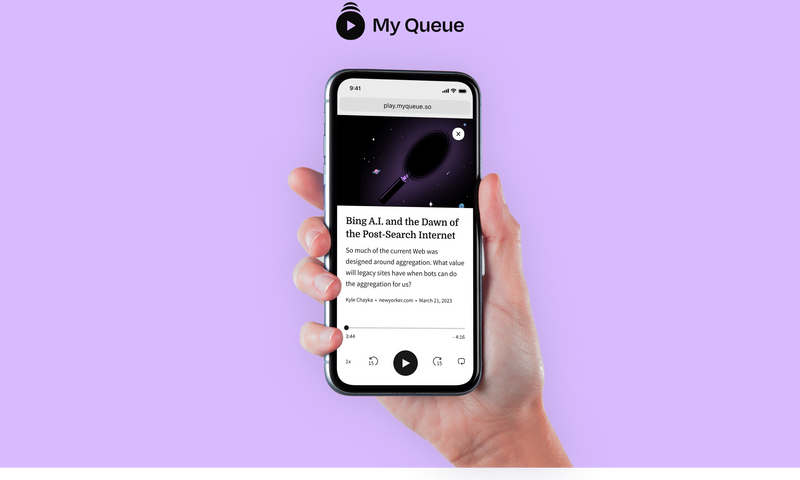 My Queue
9:41
play.myqueue.so
Bing A.I. and the Dawn of
the Post-Search Internet
So much of the current Web was
designed around aggregation. What value
will legacy sites have when bots can do
the aggregation for us?
Kyle Chayka • newyorker.com • March 21, 2023
3:44
- 4:16
1x
15
15